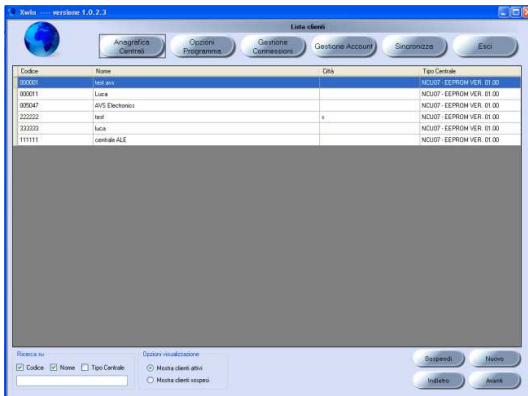 Xwin ---- versione 1.0.2.3
Lista clienti
Anagrafica Centrali
Opzioni Programma
Gestione Connessioni
Gestione Account
Sincronizza
Esci
Codice Nome Città Tipo Centrale
000001 test avs NCU07 - EEPROM VER. 01.00
000011 Luca NCU07 - EEPROM VER. 01.00
005047 AVS Electronics NCU07 - EEPROM VER. 01.00
222222 test s NCU07 - EEPROM VER. 01.00
333333 luca NCU07 - EEPROM VER. 01.00
111111 centrale ALE NCU07 - EEPROM VER. 01.00
Ricerca su
Codice Nome Tipo Centrale
Opzioni visualizzazione
Mostra clienti attivi
Mostra clienti sospesi
Sospendi Nuovo
Indietro Avanti